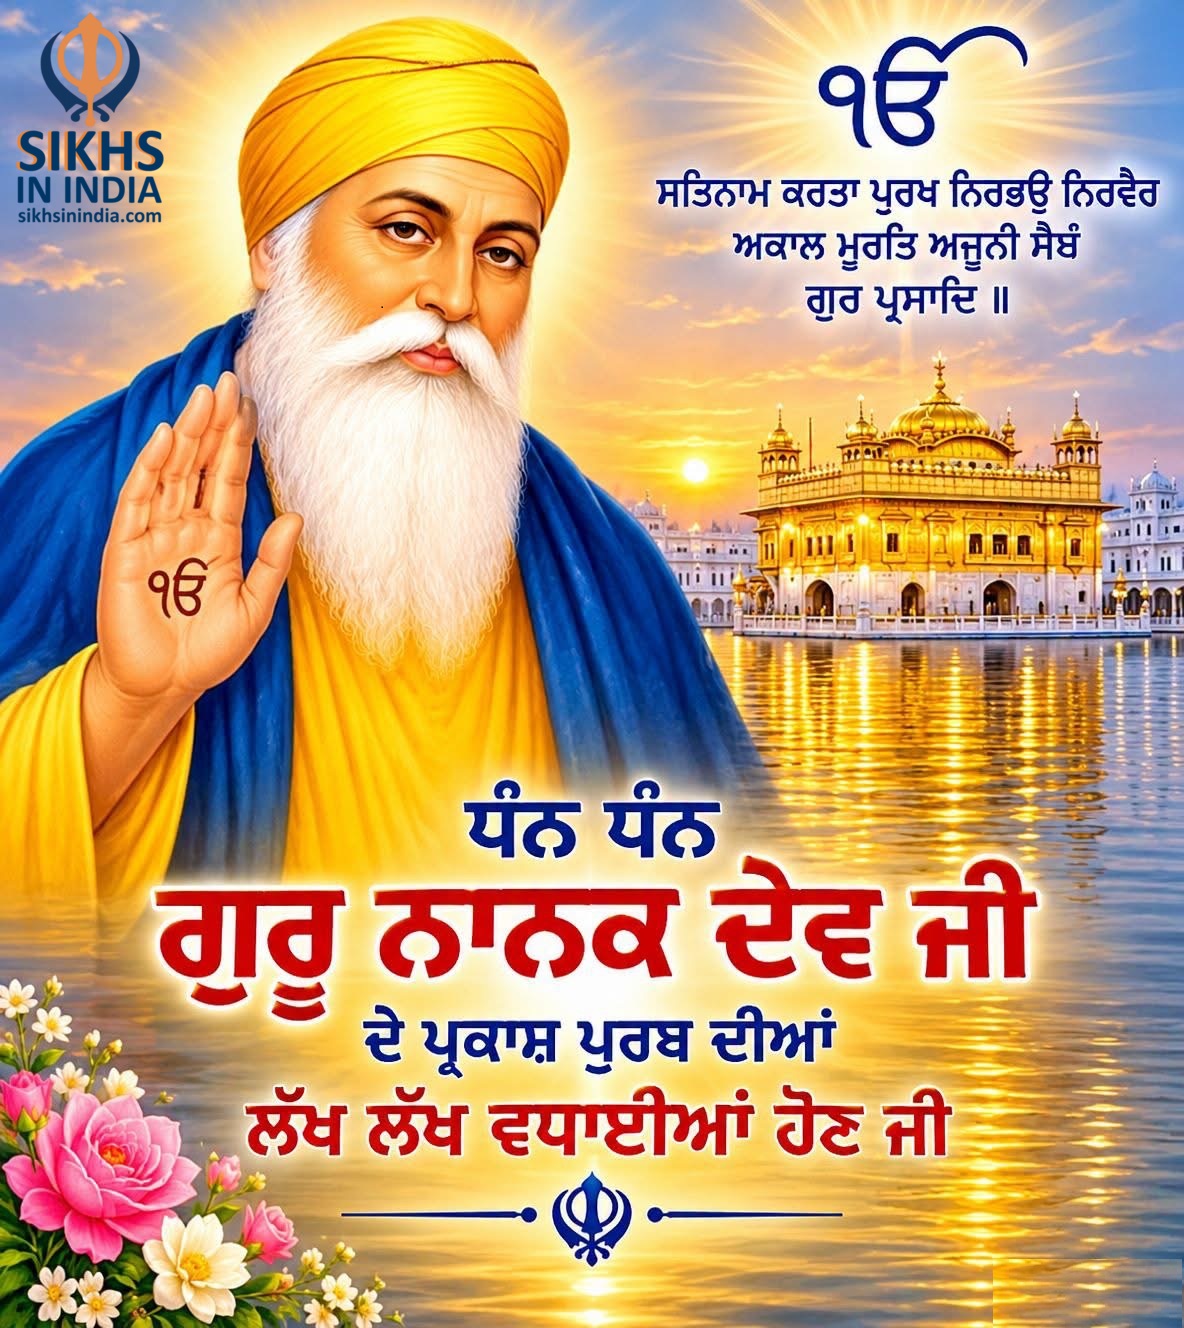 SIKHS
IN INDIA
sikhsinindia.com
ੴ
ਸਤਿਨਾਮ ਕਰਤਾ ਪੁਰਖ ਨਿਰਭਉ ਨਿਰਵੈਰ
ਅਕਾਲ ਮੂਰਤਿ ਅਜੂਨੀ ਸੈਬੰ
ਗੁਰ ਪ੍ਰਸਾਦਿ ॥
ੴ
ਧੰਨ ਧੰਨ
ਗੁਰੂ ਨਾਨਕ ਦੇਵ ਜੀ
ਦੇ ਪ੍ਰਕਾਸ਼ ਪੁਰਬ ਦੀਆਂ
ਲੱਖ ਲੱਖ ਵਧਾਈਆਂ ਹੋਣ ਜੀ